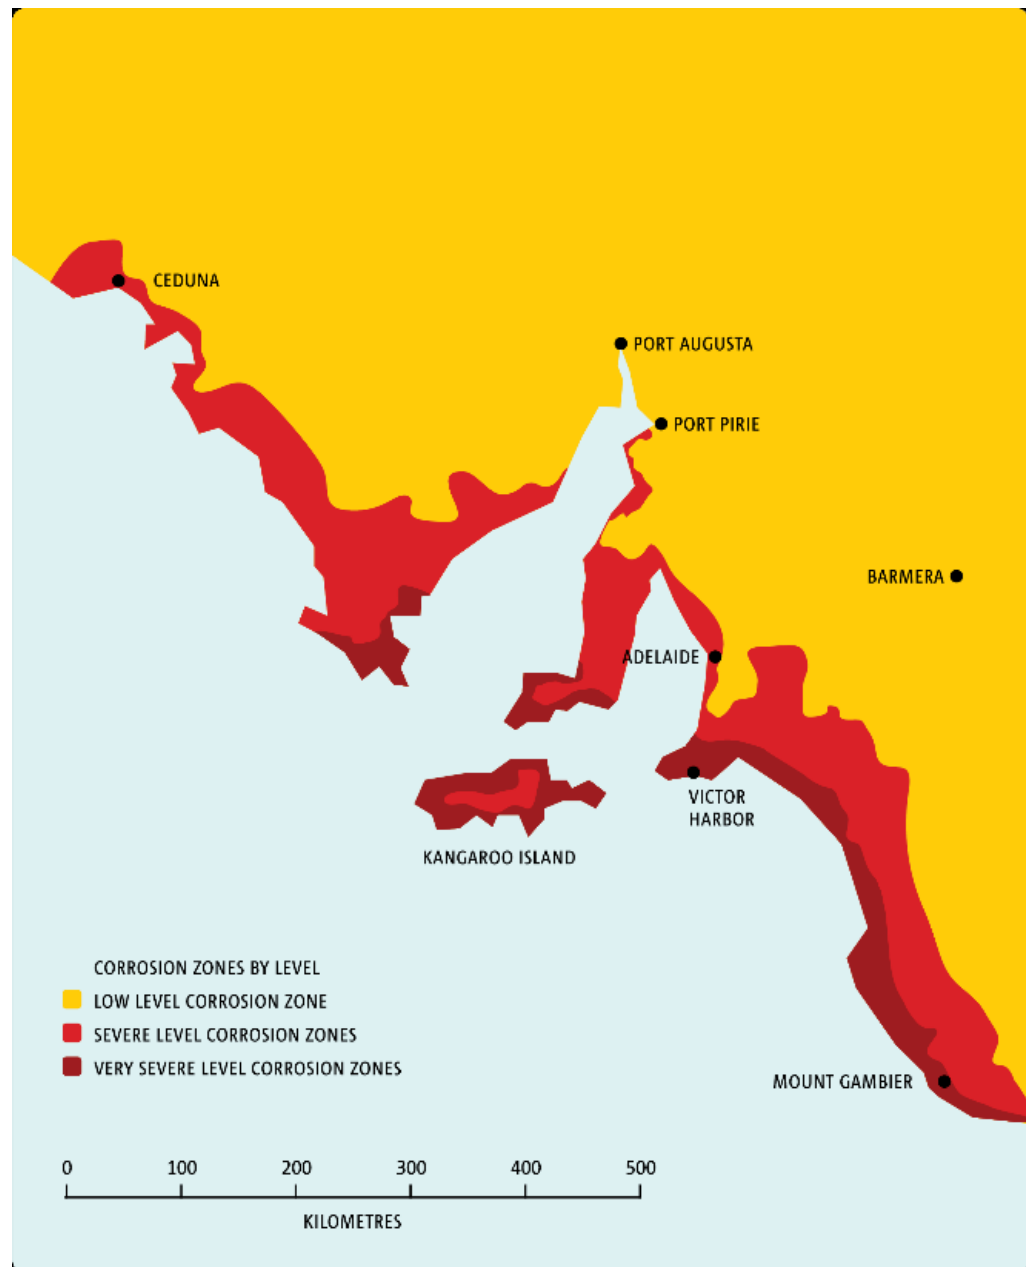 CEDUNA
PORT AUGUSTA
PORT PIRIE
BARMERA
ADELAIDE
VICTOR
HARBOR
KANGAROO ISLAND
CORROSION ZONES BY LEVEL
LOW LEVEL CORROSION ZONE
SEVERE LEVEL CORROSION ZONES
VERY SEVERE LEVEL CORROSION ZONES
MOUNT GAMBIER
0 100 200 300 400 500
KILOMETRES